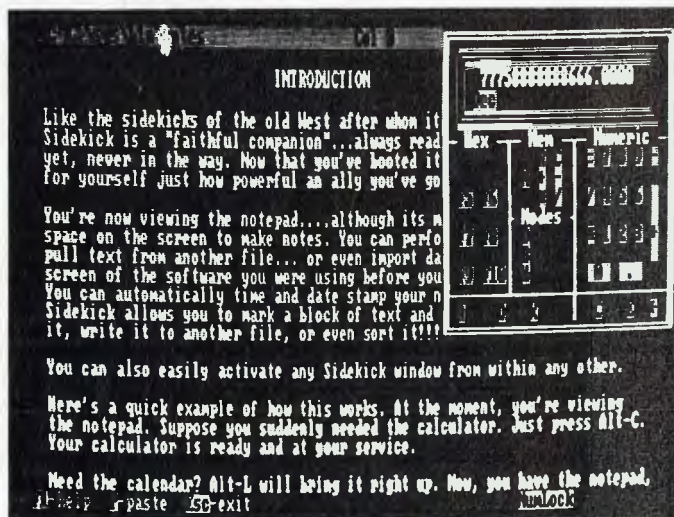 INTRODUCTION
Like the sidekicks of the old West after whom it
Sidekick is a "faithful companion"...always read
yet, never in the way. Now that you've booted it
for yourself just how powerful an ally you've go
You're now viewing the notepad....although its m
space on the screen to make notes. You can perfo
pull text from another file... or even import da
screen of the software you were using before you
You can automatically time and date stamp your n
Sidekick allows you to mark a block of text and
it, write it to another file, or even sort it!!!
Hex Mem Numeric
Modes
You can also easily activate any Sidekick window from within any other.
Here's a quick example of how this works. At the moment, you're viewing
the notepad. Suppose you suddenly needed the calculator. Just press Alt-C.
Your calculator is ready and at your service.
Need the calendar? Alt-L will bring it right up. Now, you have the notepad,
help paste Esc-exit NumLock